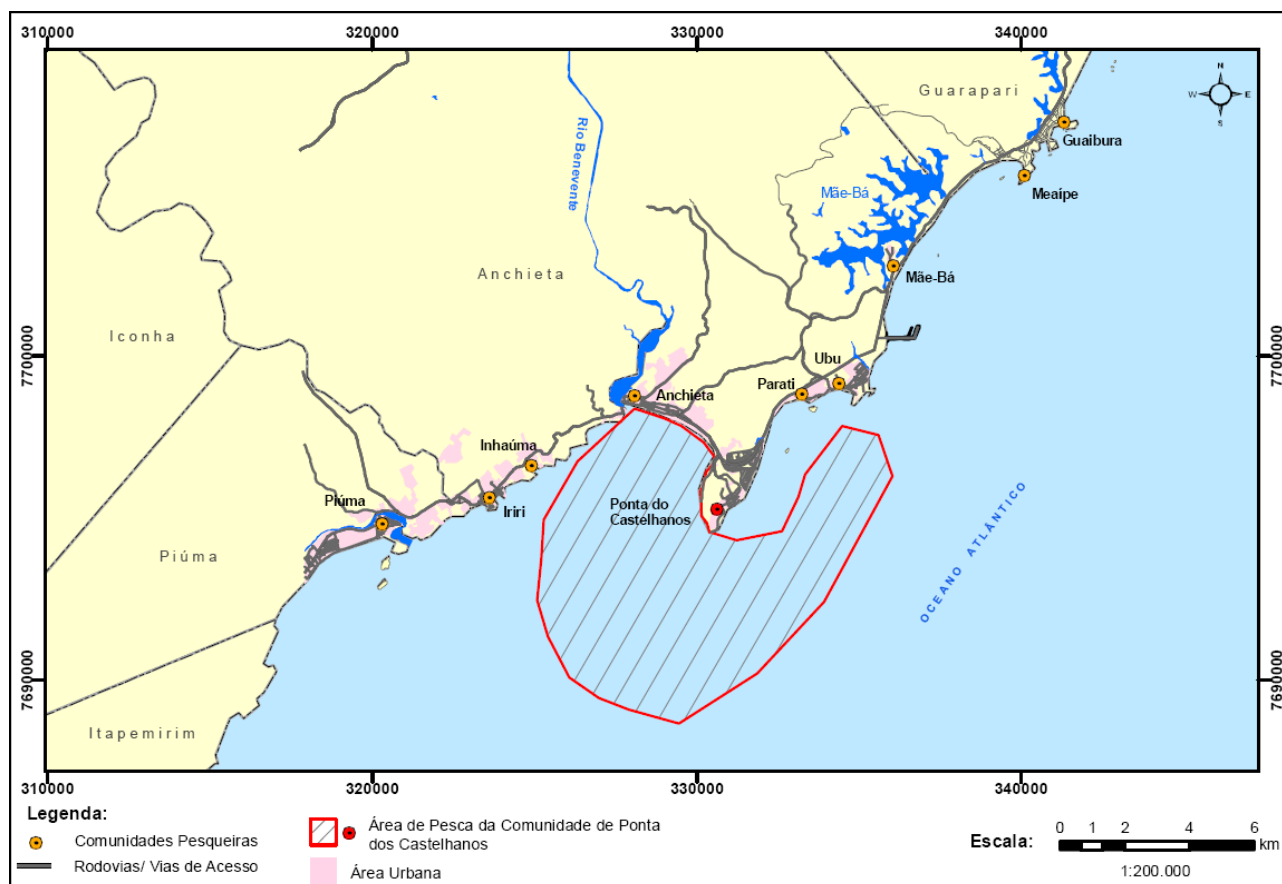 310000
320000
330000
340000
Guarapari
N
W
E
S
Guaibura
Rio Benevente
Mãe-Bá
Meaípe
Anchieta
Mãe-Bá
Iconha
7700000
7700000
Ubu
Parati
Anchieta
Inhaúma
Piúma
Iriri
Ponta do
Castelhanos
OCEANO ATLÂNTICO
Piúma
7690000
7690000
Itapemirim
310000
320000
330000
340000
Legenda:
Comunidades Pesqueiras
Rodovias/ Vias de Acesso
Área de Pesca da Comunidade de Ponta
dos Castelhanos
Área Urbana
Escala:
0 1 2 4 6
km
1:200.000